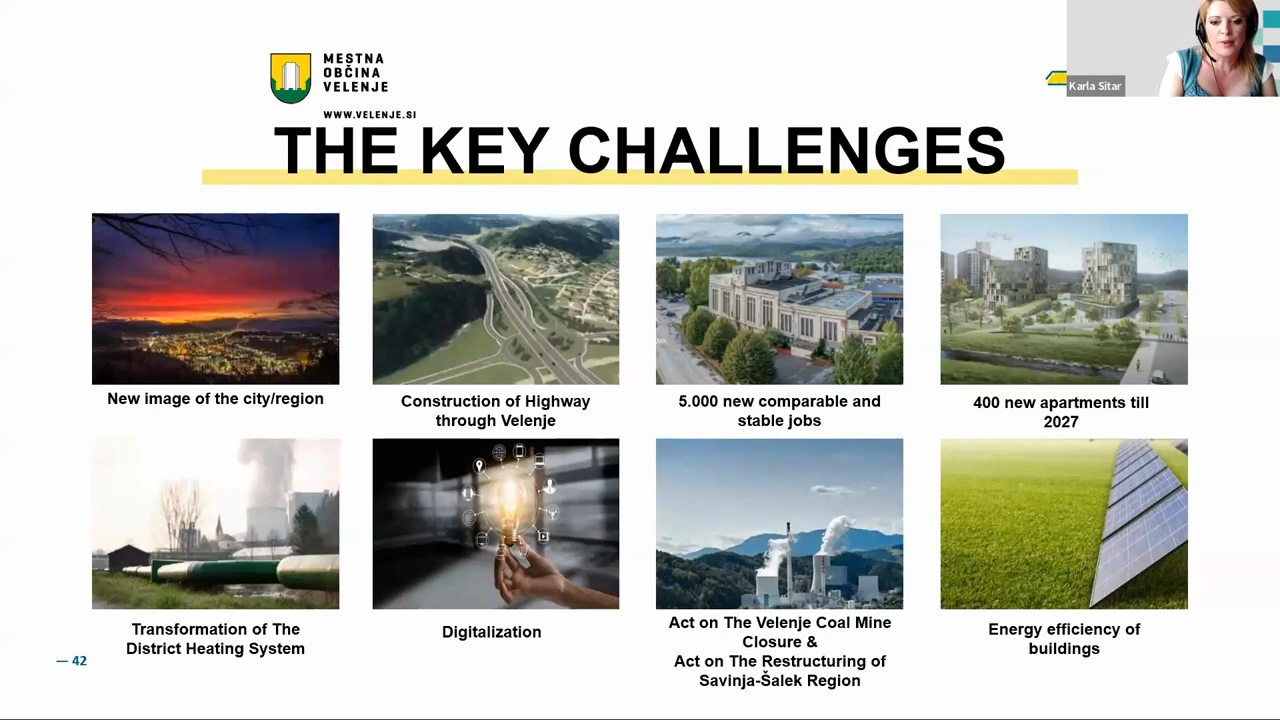 MESTNA
OBČINA
VELENJE
WWW.VELENJE.SI
Karla Sitar
THE KEY CHALLENGES
New image of the city/region
Construction of Highway
through Velenje
5.000 new comparable and
stable jobs
400 new apartments till
2027
Transformation of The
District Heating System
Digitalization
Act on The Velenje Coal Mine
Closure &
Act on The Restructuring of
Savinja-Šalek Region
Energy efficiency of
buildings
— 42